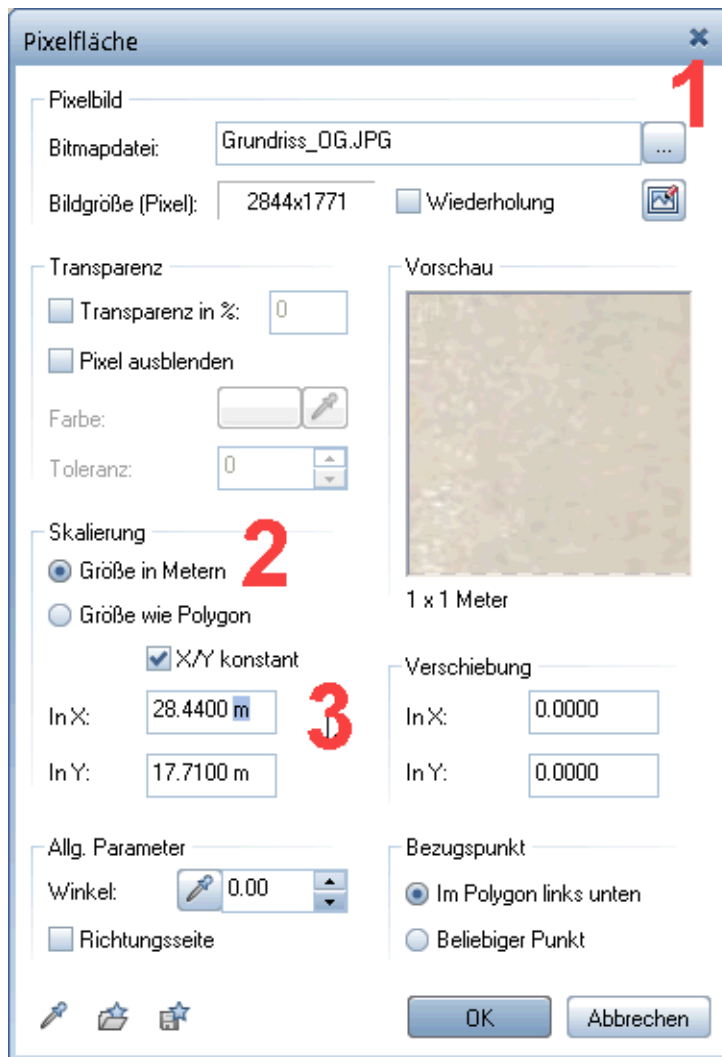 Pixelfläche
1
Pixelbild
Bitmapdatei: Grundriss_OG.JPG ...
Bildgröße (Pixel): 2844x1771 Wiederholung
Transparenz
Transparenz in %: 0
Pixel ausblenden
Farbe:
Toleranz: 0
Vorschau
1 x 1 Meter
Skalierung
2
Größe in Metern
Größe wie Polygon
X/Y konstant
In X: 28.4400 m
3
In Y: 17.7100 m
Verschiebung
In X: 0.0000
In Y: 0.0000
Allg. Parameter
Winkel: 0.00
Richtungsseite
Bezugspunkt
Im Polygon links unten
Beliebiger Punkt
OK Abbrechen